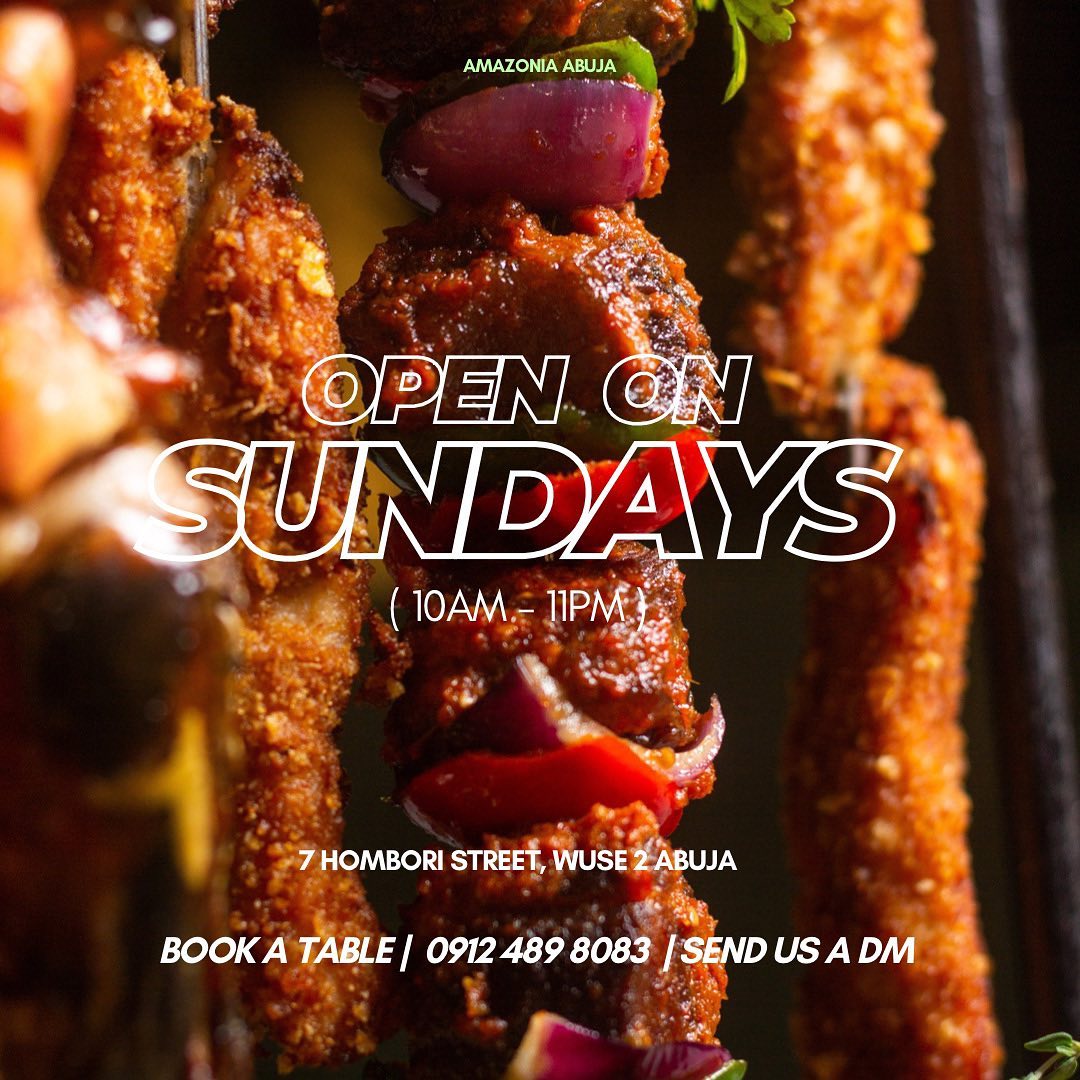 AMAZONIA ABUJA
OPEN ON
SUNDAYS
( 10AM - 11PM )
7 HOMBORI STREET, WUSE 2 ABUJA
BOOK A TABLE | 0912 489 8083 | SEND US A DM